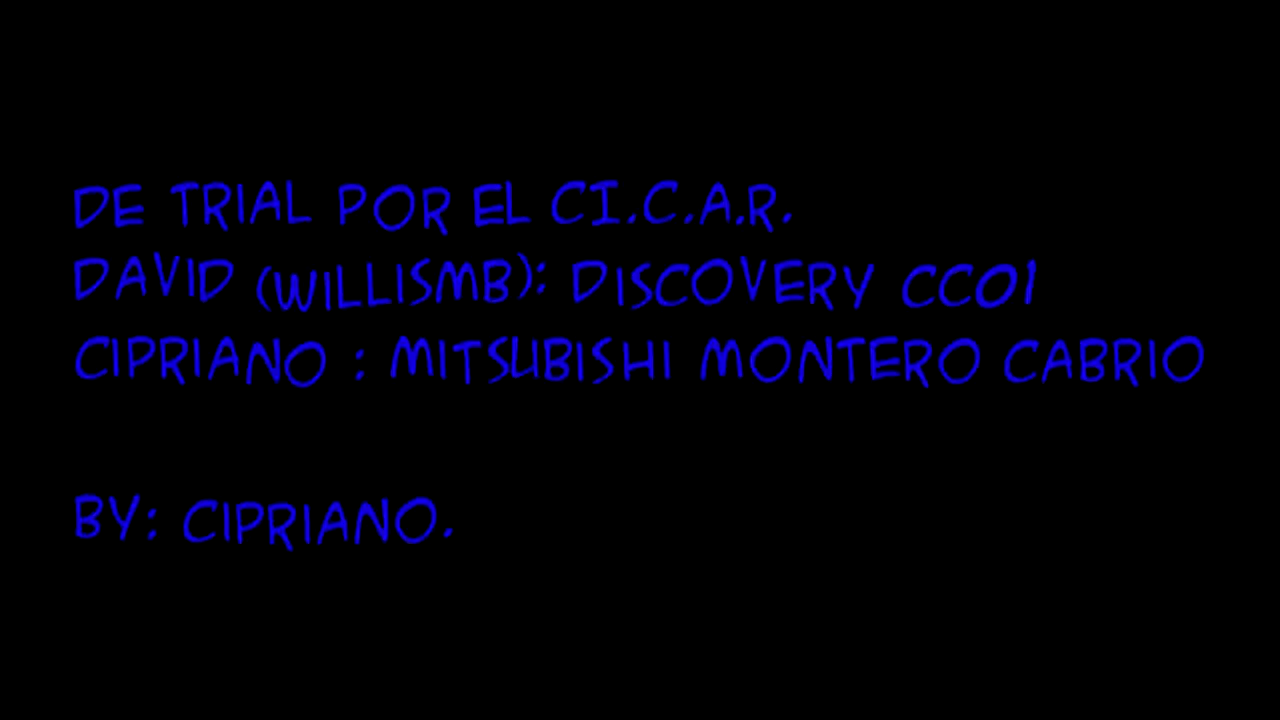 DE TRIAL POR EL CI.C.A.R.
DAVID (WILLISMB): DISCOVERY CC01
CIPRIANO : MITSUBISHI MONTERO CABRIO
BY: CIPRIANO.